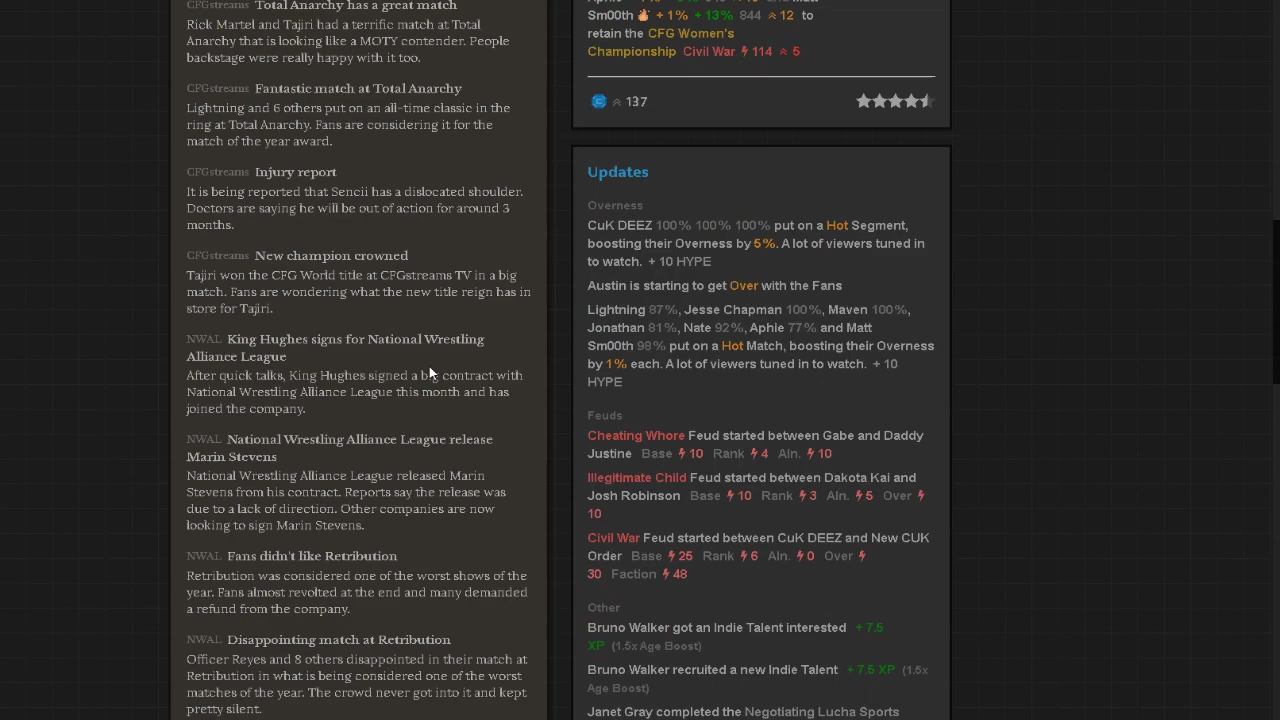 CFGstreams Total Anarchy has a great match
Rick Martel and Tajiri had a terrific match at Total
Anarchy that is looking like a MOTY contender. People
backstage were really happy with it too.
CFGstreams Fantastic match at Total Anarchy
Lightning and 6 others put on an all-time classic in the
ring at Total Anarchy. Fans are considering it for the
match of the year award.
CFGstreams Injury report
It is being reported that Sencii has a dislocated shoulder.
Doctors are saying he will be out of action for around 3
months.
CFGstreams New champion crowned
Tajiri won the CFG World title at CFGstreams TV in a big
match. Fans are wondering what the new title reign has in
store for Tajiri.
NWAL King Hughes signs for National Wrestling
Alliance League
After quick talks, King Hughes signed a big contract with
National Wrestling Alliance League this month and has
joined the company.
NWAL National Wrestling Alliance League release
Marin Stevens
National Wrestling Alliance League released Marin
Stevens from his contract. Reports say the release was
due to a lack of direction. Other companies are now
looking to sign Marin Stevens.
NWAL Fans didn't like Retribution
Retribution was considered one of the worst shows of the
year. Fans almost revolted at the end and many demanded
a refund from the company.
NWAL Disappointing match at Retribution
Officer Reyes and 8 others disappointed in their match at
Retribution in what is being considered one of the worst
matches of the year. The crowd never got into it and kept
pretty silent.
Sm00th + 1% + 13% 844 12 to
retain the CFG Women's
Championship Civil War 114 5
137
Updates
Overness
CuK DEEZ 100% 100% 100% put on a Hot Segment,
boosting their Overness by 5%. A lot of viewers tuned in
to watch. + 10 HYPE
Austin is starting to get Over with the Fans
Lightning 87%, Jesse Chapman 100%, Maven 100%,
Jonathan 81%, Nate 92%, Aphie 77% and Matt
Sm00th 98% put on a Hot Match, boosting their Overness
by 1% each. A lot of viewers tuned in to watch. + 10
HYPE
Feuds
Cheating Whore Feud started between Gabe and Daddy
Justine Base 10 Rank 4 Aln. 10
Illegitimate Child Feud started between Dakota Kai and
Josh Robinson Base 10 Rank 3 Aln. 5 Over
10
Civil War Feud started between CuK DEEZ and New CUK
Order Base 25 Rank 6 Aln. 0 Over
30 Faction 48
Other
Bruno Walker got an Indie Talent interested + 7.5
XP (1.5x Age Boost)
Bruno Walker recruited a new Indie Talent + 7.5 XP (1.5x
Age Boost)
Janet Gray completed the Negotiating Lucha Sports